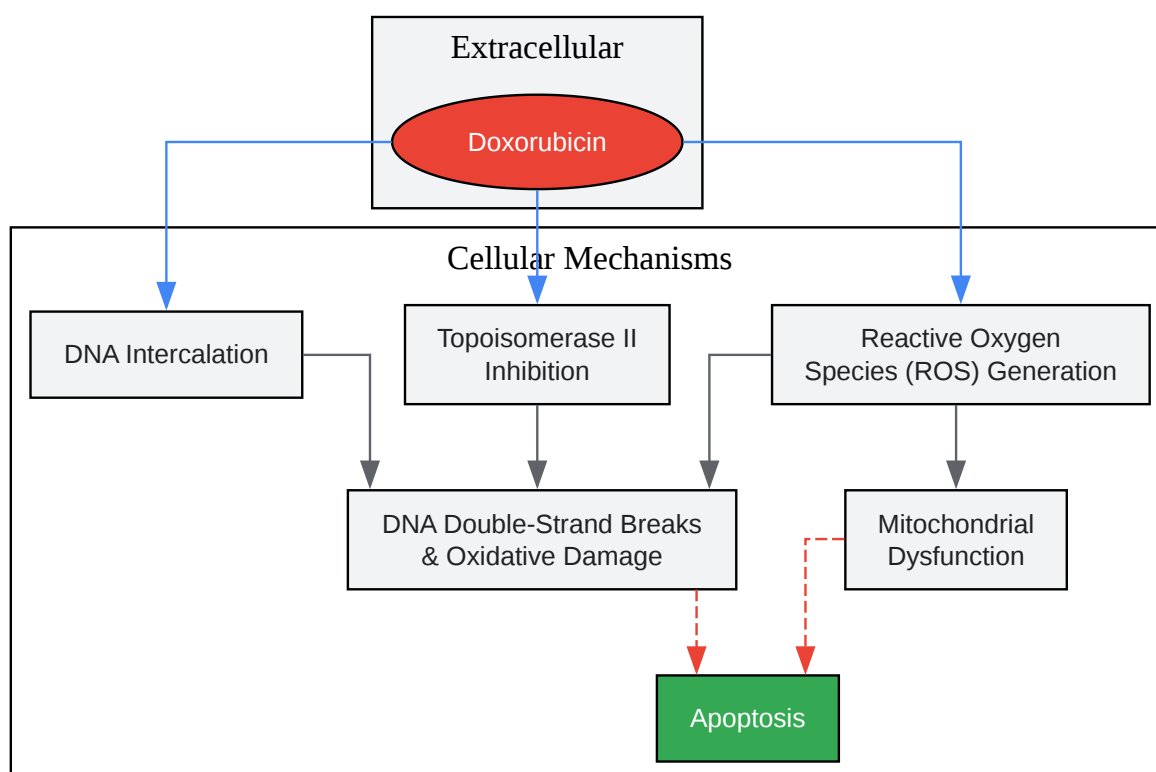 Extracellular
Doxorubicin
Cellular Mechanisms
DNA Intercalation
Topoisomerase II
Inhibition
Reactive Oxygen
Species (ROS) Generation
DNA Double-Strand Breaks
& Oxidative Damage
Mitochondrial
Dysfunction
Apoptosis